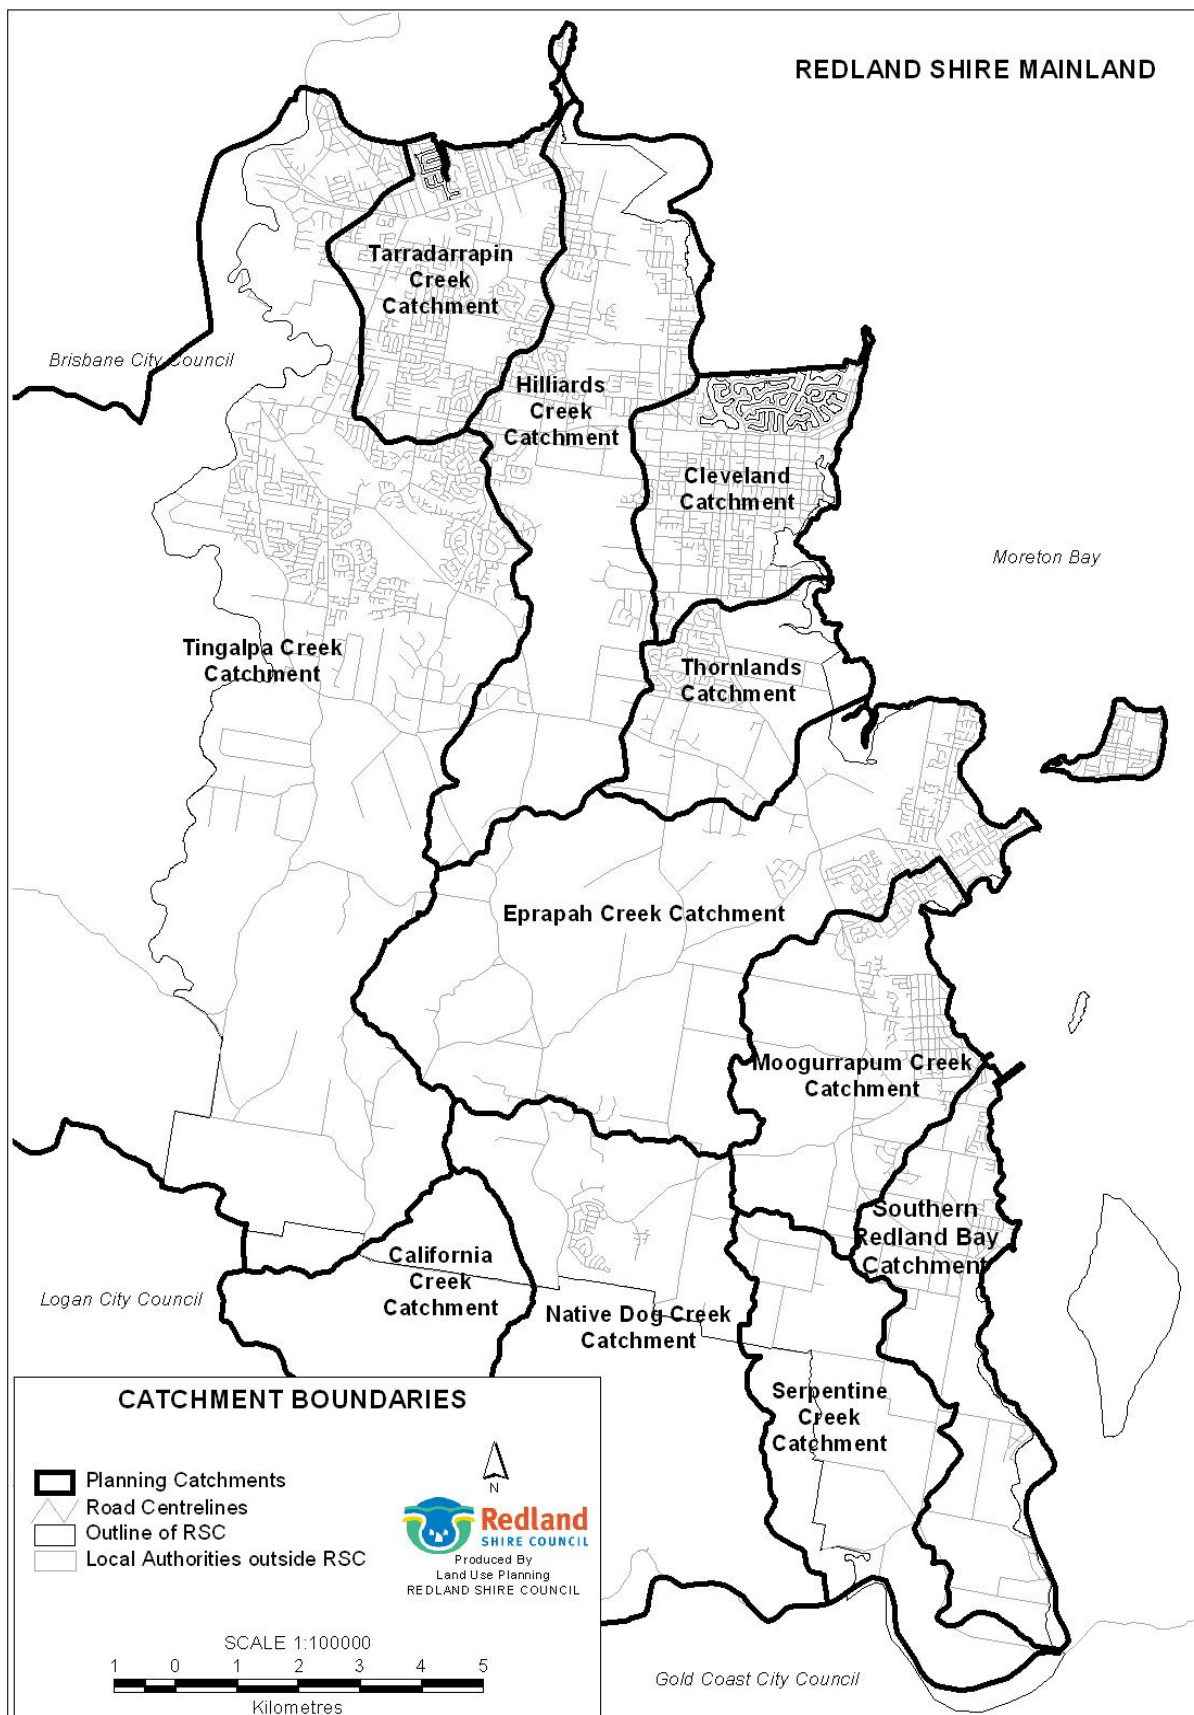 REDLAND SHIRE MAINLAND
Tarradarrapin
Creek
Catchment
Brisbane City Council
Hilliards
Creek
Catchment
Cleveland
Catchment
Moreton Bay
Tingalpa Creek
Catchment
Thornlands
Catchment
Eprapah Creek Catchment
Moogurrapum Creek
Catchment
Southern
Redland Bay
Catchment
California
Creek
Catchment
Logan City Council
Native Dog Creek
Catchment
Serpentine
Creek
Catchment
CATCHMENT BOUNDARIES
Planning Catchments
Road Centrelines
Outline of RSC
Local Authorities outside RSC
N
Redland
SHIRE COUNCIL
Produced By
Land Use Planning
REDLAND SHIRE COUNCIL
SCALE 1:100000
1 0 1 2 3 4 5
Kilometres
Gold Coast City Council